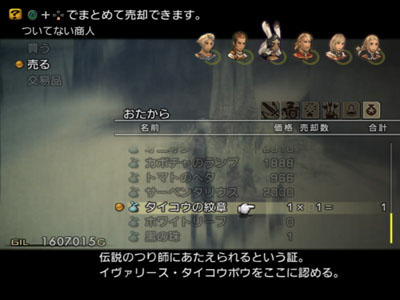 ?●+でまとめて売却できます。
ついてない商人
買う
売る
交易品
おたから
名前 価格 売却数 合計
カボチャのランプ
トマトのヘタ 966
サーペンタリウス
タイコウの紋章 1 × 1= 1
ホワイトリーフ 0
黒の珠 1
GIL 1607015G
伝説のつり師にあたえられるという証。
イヴァリース・タイコウボウをここに認める。